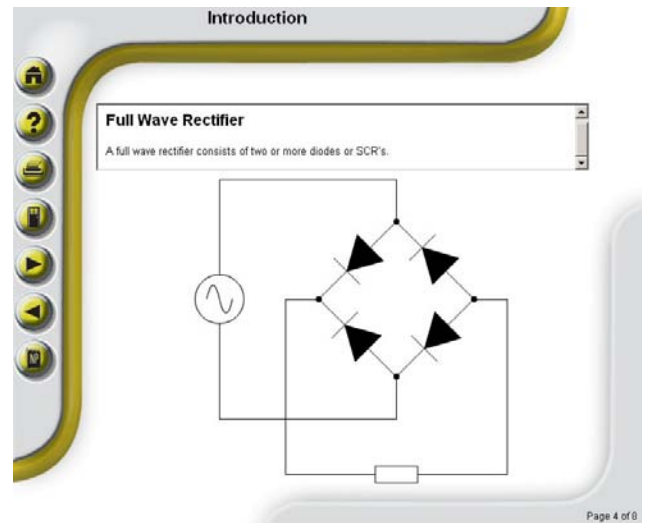 Introduction
Full Wave Rectifier
A full wave rectifier consists of two or more diodes or SCR's.
?
NP
Page 4 of 8